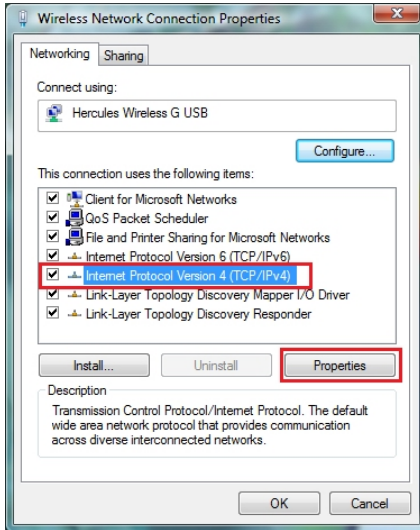 Wireless Network Connection Properties
Networking
Sharing
Connect using:
Hercules Wireless G USB
Configure...
This connection uses the following items:
Client for Microsoft Networks
QoS Packet Scheduler
File and Printer Sharing for Microsoft Networks
Internet Protocol Version 6 (TCP/IPv6)
Internet Protocol Version 4 (TCP/IPv4)
Link-Layer Topology Discovery Mapper I/O Driver
Link-Layer Topology Discovery Responder
Install...
Uninstall
Properties
Description
Transmission Control Protocol/Internet Protocol. The default
wide area network protocol that provides communication
across diverse interconnected networks.
OK
Cancel